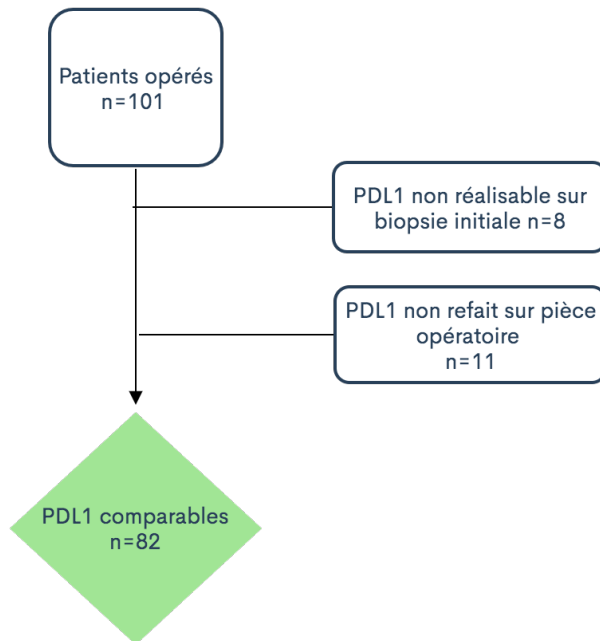 Patients opérés
n=101
PDL1 non réalisable sur
biopsie initiale n=8
PDL1 non refait sur pièce
opératoire
n=11
PDL1 comparables
n=82